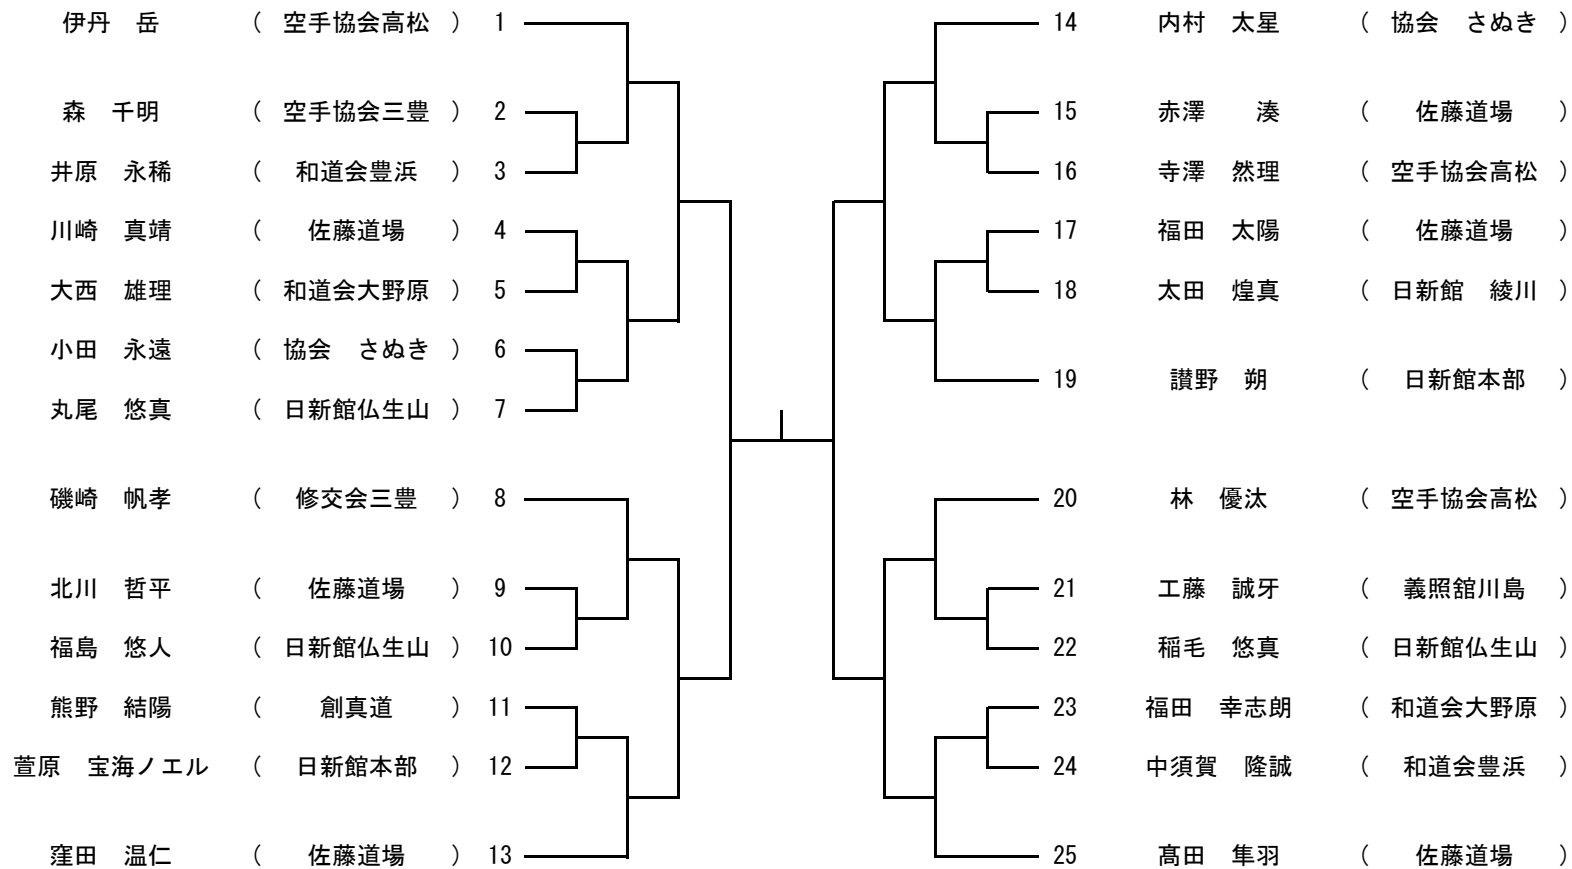 伊丹　岳 （ 空手協会高松 ） 1
森　千明 （ 空手協会三豊 ） 2
井原　永稀 （ 和道会豊浜 ） 3
川崎　真靖 （ 佐藤道場 ） 4
大西　雄理 （ 和道会大野原 ） 5
小田　永遠 （ 協会　さぬき ） 6
丸尾　悠真 （ 日新館仏生山 ） 7
磯崎　帆孝 （ 修交会三豊 ） 8
北川　哲平 （ 佐藤道場 ） 9
福島　悠人 （ 日新館仏生山 ） 10
熊野　結陽 （ 創真道 ） 11
萱原　宝海ノエル （ 日新館本部 ） 12
窪田　温仁 （ 佐藤道場 ） 13
14 内村　太星 （ 協会　さぬき ）
15 赤澤　　湊 （ 佐藤道場 ）
16 寺澤　然理 （ 空手協会高松 ）
17 福田　太陽 （ 佐藤道場 ）
18 太田　煌真 （ 日新館　綾川 ）
19 讃野　朔 （ 日新館本部 ）
20 林　優汰 （ 空手協会高松 ）
21 工藤　誠牙 （ 義照舘川島 ）
22 稲毛　悠真 （ 日新館仏生山 ）
23 福田　幸志朗 （ 和道会大野原 ）
24 中須賀　隆誠 （ 和道会豊浜 ）
25 髙田　隼羽 （ 佐藤道場 ）